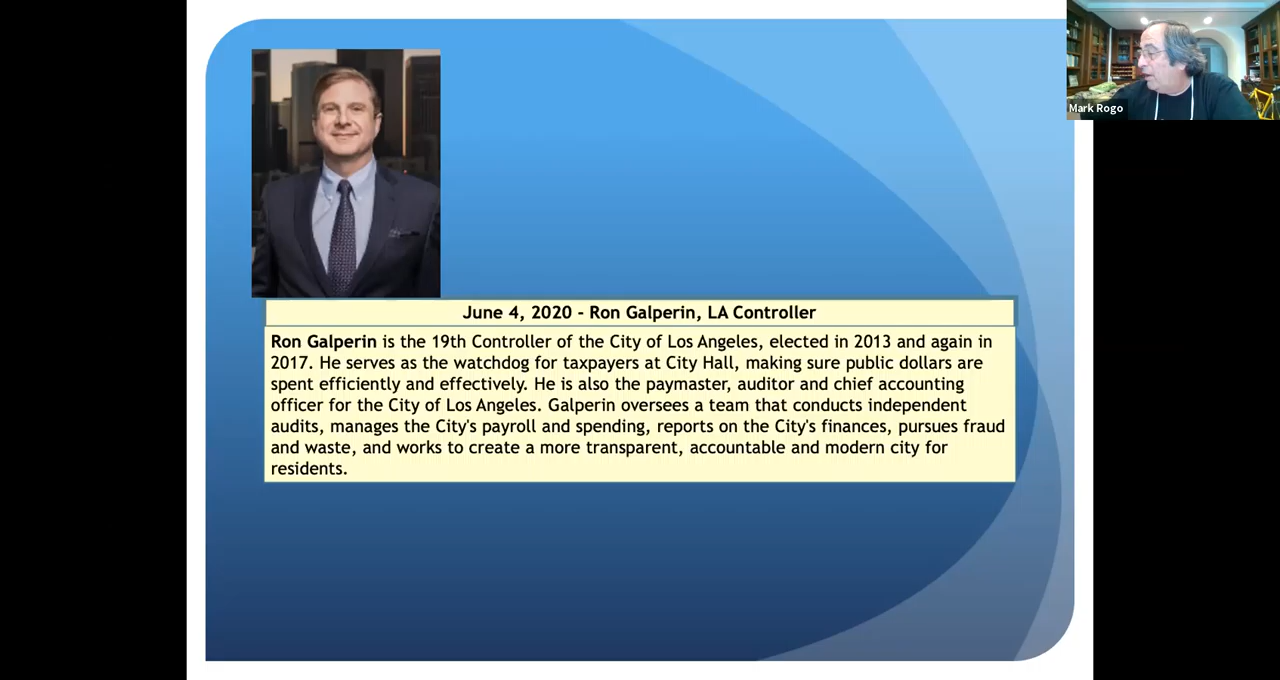 Mark Rogo
June 4, 2020 - Ron Galperin, LA Controller
Ron Galperin is the 19th Controller of the City of Los Angeles, elected in 2013 and again in
2017. He serves as the watchdog for taxpayers at City Hall, making sure public dollars are
spent efficiently and effectively. He is also the paymaster, auditor and chief accounting
officer for the City of Los Angeles. Galperin oversees a team that conducts independent
audits, manages the City's payroll and spending, reports on the City's finances, pursues fraud
and waste, and works to create a more transparent, accountable and modern city for
residents.